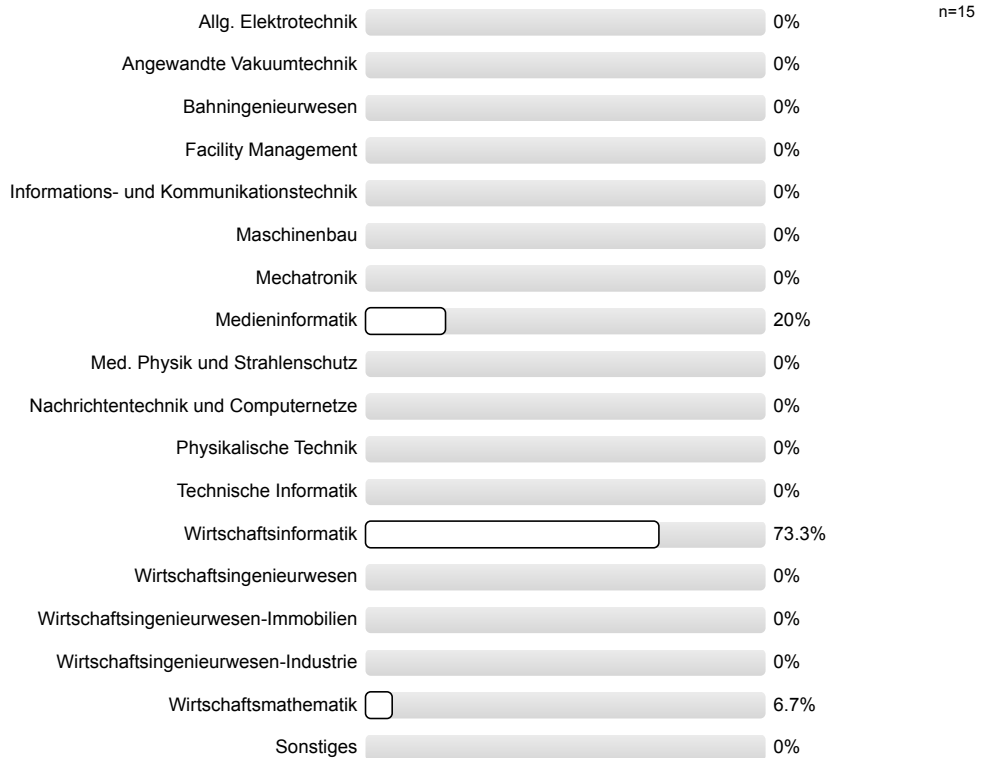 n=15
Allg. Elektrotechnik 0%
Angewandte Vakuumtechnik 0%
Bahningenieurwesen 0%
Facility Management 0%
Informations- und Kommunikationstechnik 0%
Maschinenbau 0%
Mechatronik 0%
Medieninformatik 20%
Med. Physik und Strahlenschutz 0%
Nachrichtentechnik und Computernetze 0%
Physikalische Technik 0%
Technische Informatik 0%
Wirtschaftsinformatik 73.3%
Wirtschaftsingenieurwesen 0%
Wirtschaftsingenieurwesen-Immobilien 0%
Wirtschaftsingenieurwesen-Industrie 0%
Wirtschaftsmathematik 6.7%
Sonstiges 0%